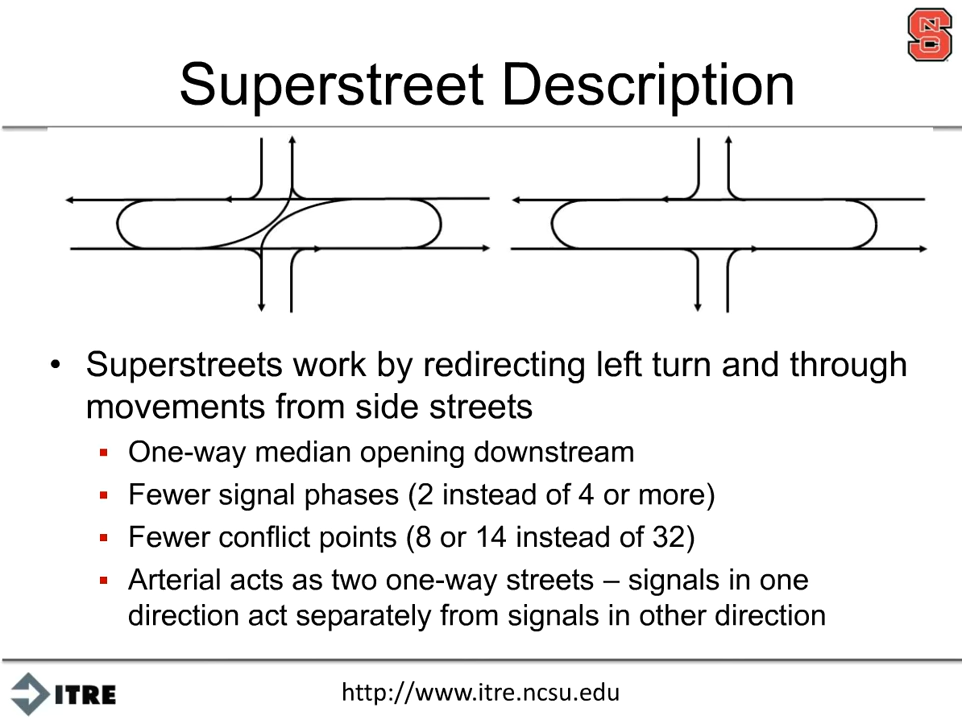 NCS
Superstreet Description
• Superstreets work by redirecting left turn and through
movements from side streets
▪ One-way median opening downstream
▪ Fewer signal phases (2 instead of 4 or more)
▪ Fewer conflict points (8 or 14 instead of 32)
▪ Arterial acts as two one-way streets – signals in one
direction act separately from signals in other direction
ITRE
http://www.itre.ncsu.edu